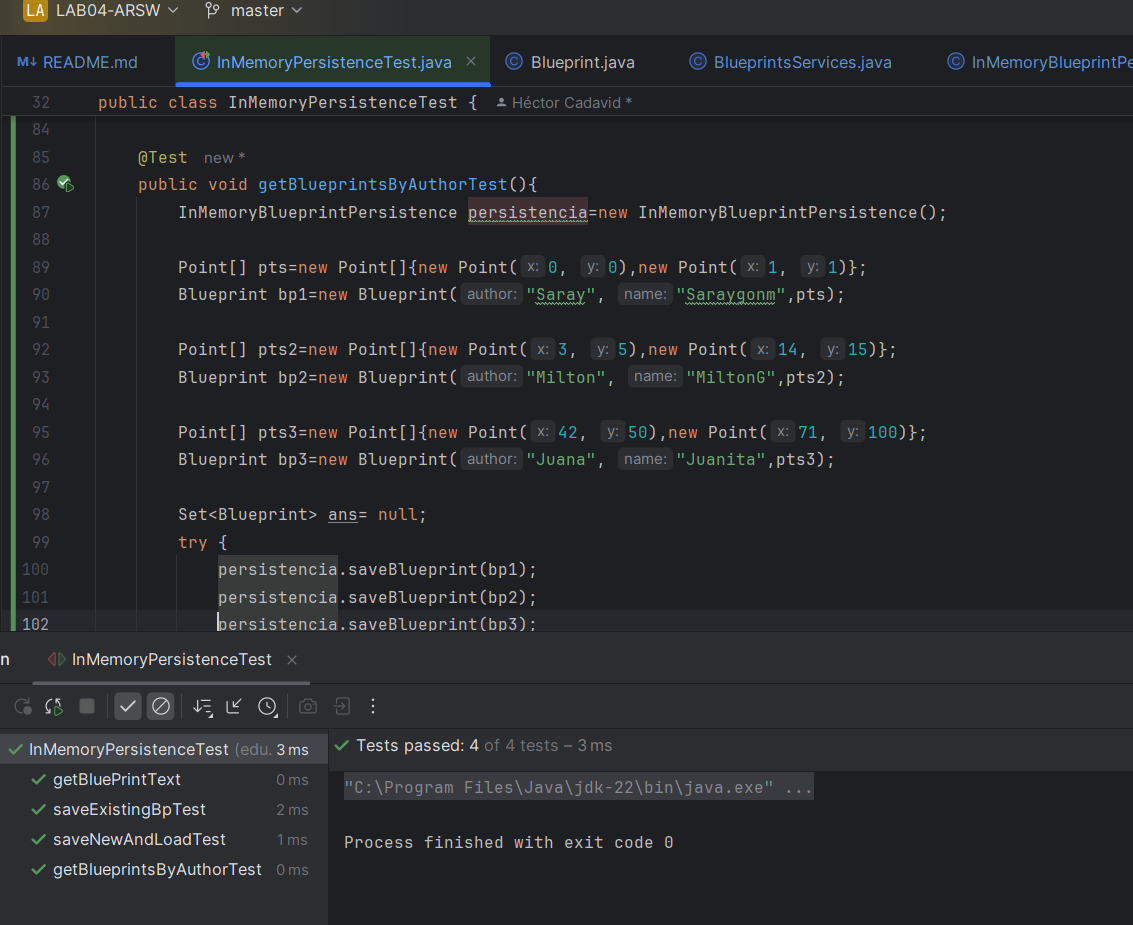 LA LAB04-ARSW master
M↓ README.md InMemoryPersistenceTest.java Blueprint.java BlueprintsServices.java InMemoryBlueprintPe
32 public class InMemoryPersistenceTest { Héctor Cadavid *
84
85 @Test new *
86 public void getBlueprintsByAuthorTest(){
87 InMemoryBlueprintPersistence persistencia=new InMemoryBlueprintPersistence();
88
89 Point[] pts=new Point[]{new Point( x: 0, y: 0),new Point( x: 1, y: 1)};
90 Blueprint bp1=new Blueprint( author: "Saray", name: "Saraygonm",pts);
91
92 Point[] pts2=new Point[]{new Point( x: 3, y: 5),new Point( x: 14, y: 15)};
93 Blueprint bp2=new Blueprint( author: "Milton", name: "MiltonG",pts2);
94
95 Point[] pts3=new Point[]{new Point( x: 42, y: 50),new Point( x: 71, y: 100)};
96 Blueprint bp3=new Blueprint( author: "Juana", name: "Juanita",pts3);
97
98 Set<Blueprint> ans= null;
99 try {
100 persistencia.saveBlueprint(bp1);
101 persistencia.saveBlueprint(bp2);
102 persistencia.saveBlueprint(bp3);
n InMemoryPersistenceTest
InMemoryPersistenceTest (edu. 3 ms
getBluePrintText 0 ms
saveExistingBpTest 2 ms
saveNewAndLoadTest 1 ms
getBlueprintsByAuthorTest 0 ms
Tests passed: 4 of 4 tests – 3 ms
"C:\Program Files\Java\jdk-22\bin\java.exe" ...
Process finished with exit code 0